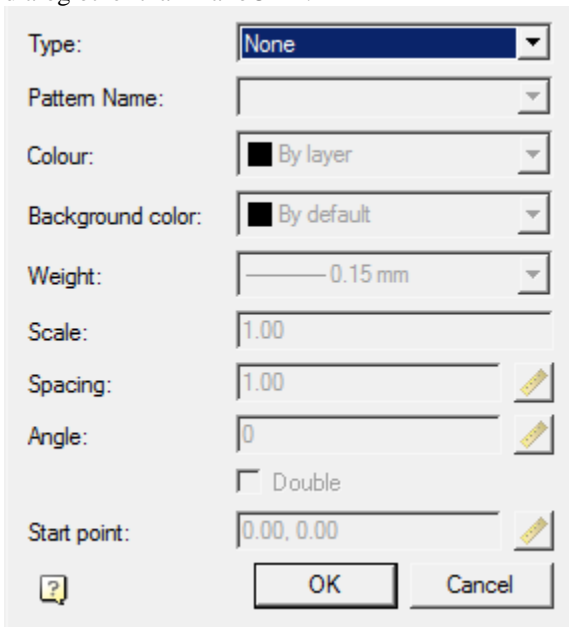 Type: None
Pattern Name:
Colour: By layer
Background color: By default
Weight: 0.15 mm
Scale: 1.00
Spacing: 1.00
Angle: 0
Double
Start point: 0.00, 0.00
? OK Cancel